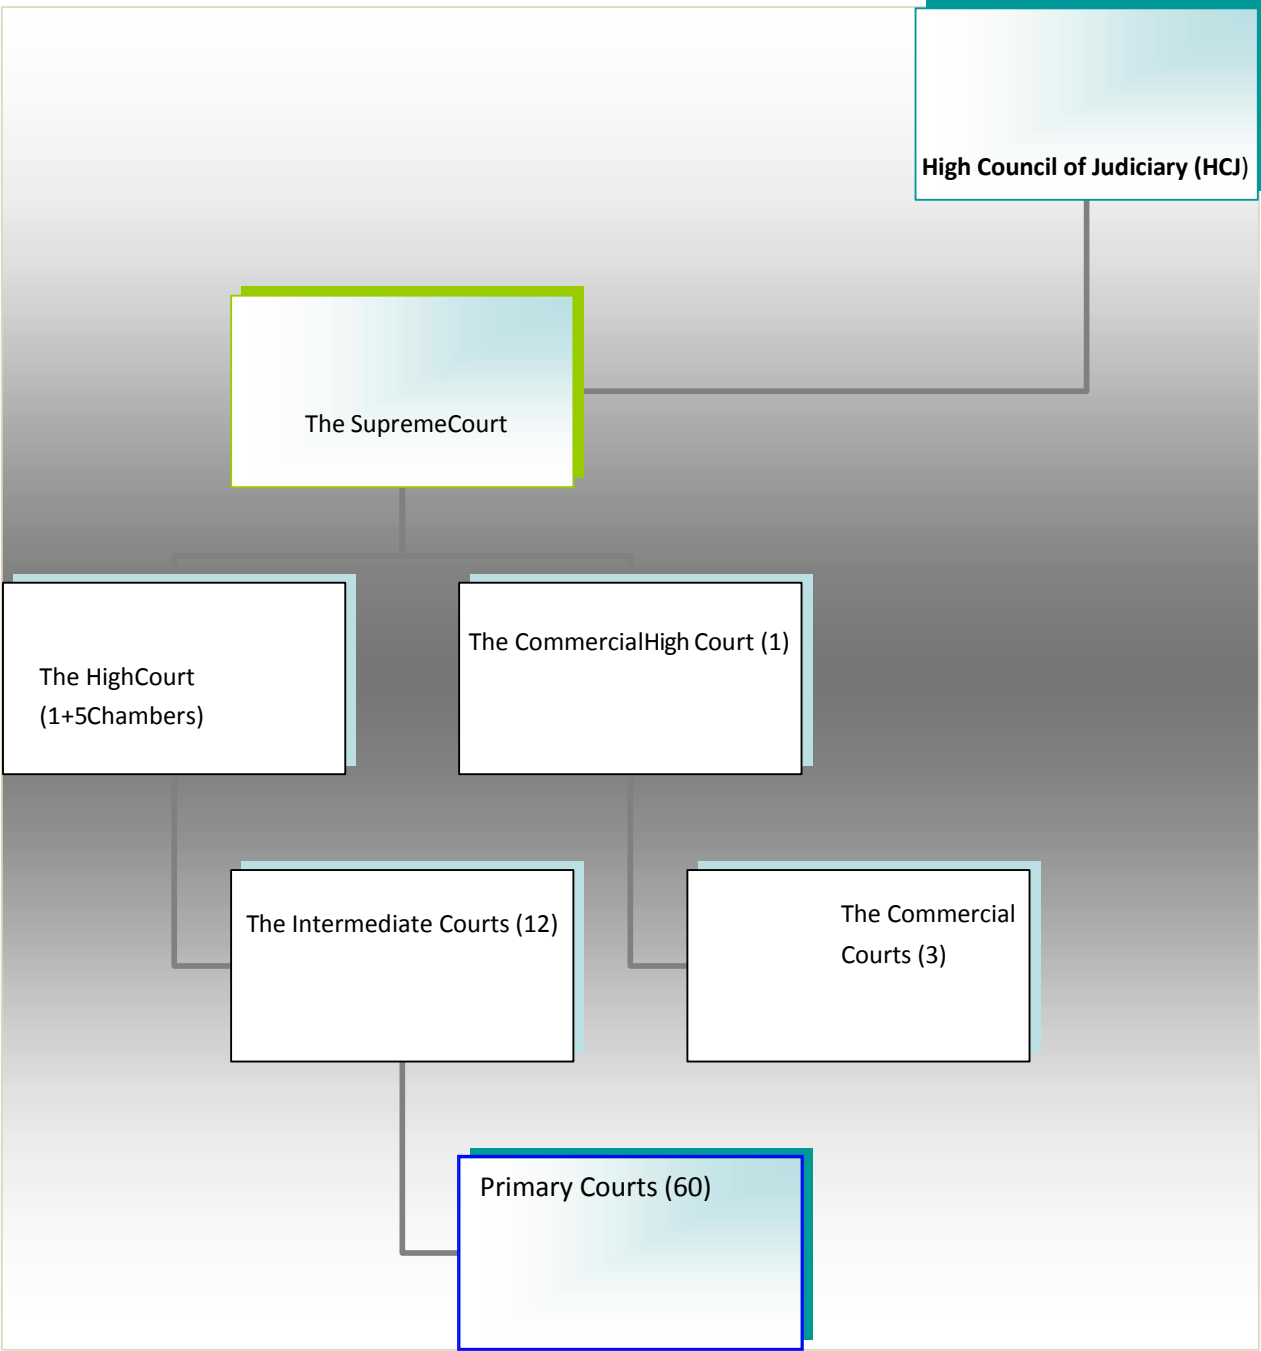 High Council of Judiciary (HCJ)
The SupremeCourt
The HighCourt
(1+5Chambers)
The CommercialHigh Court (1)
The Intermediate Courts (12)
The Commercial
Courts (3)
Primary Courts (60)